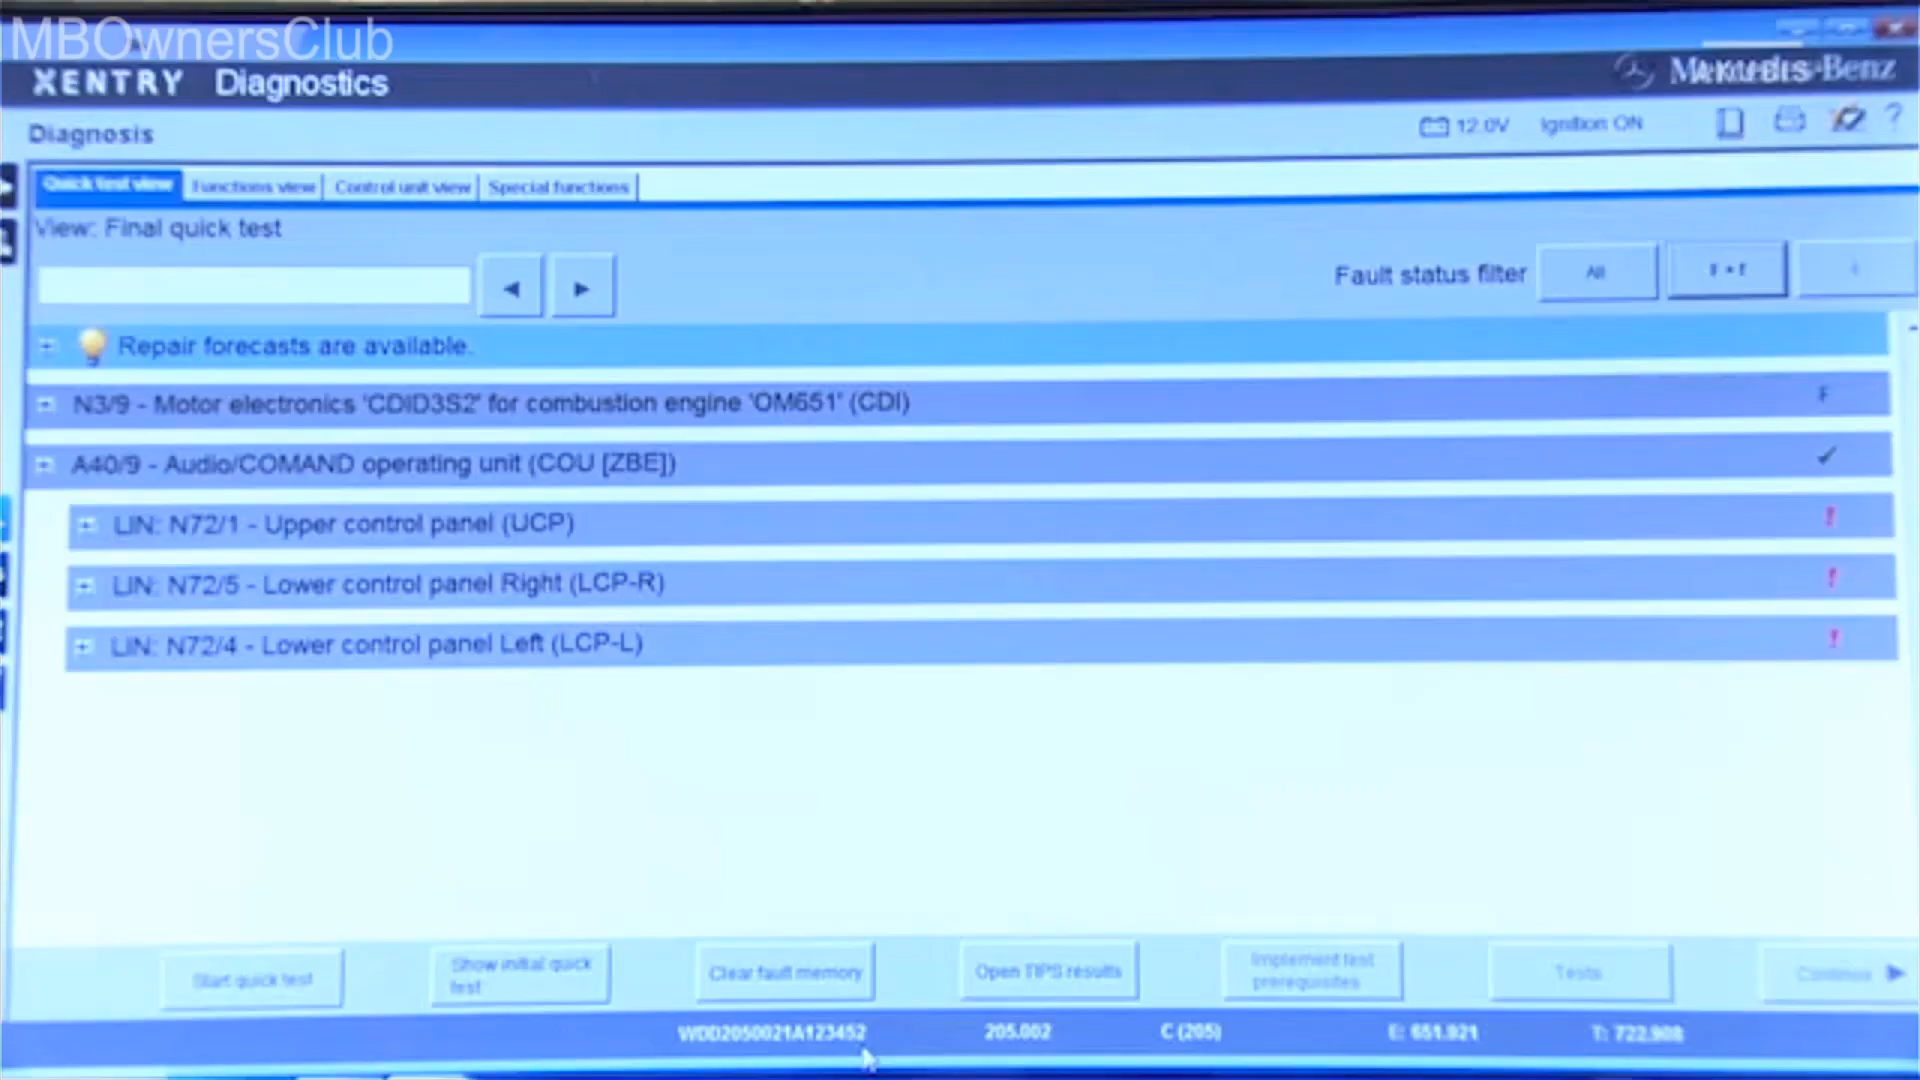 MBOwnersClub
XENTRY Diagnostics
Mercedes-Benz
Diagnosis
12.0V Ignition ON ?
Quick test view Functions view Control unit view Special functions
View: Final quick test
Fault status filter All
Repair forecasts are available.
N3/9 - Motor electronics 'CDID3S2' for combustion engine 'OM651' (CDI) F
A40/9 - Audio/COMAND operating unit (COU [ZBE]) ✓
LIN: N72/1 - Upper control panel (UCP) !
LIN: N72/5 - Lower control panel Right (LCP-R) !
LIN: N72/4 - Lower control panel Left (LCP-L) !
Start quick test
Show initial quick
test
Clear fault memory
Open TIPS results
Implement test
prerequisites
Tests
Continue
WDD2050021A123452 205.002 C (205) E: 651.921 T: 722.908